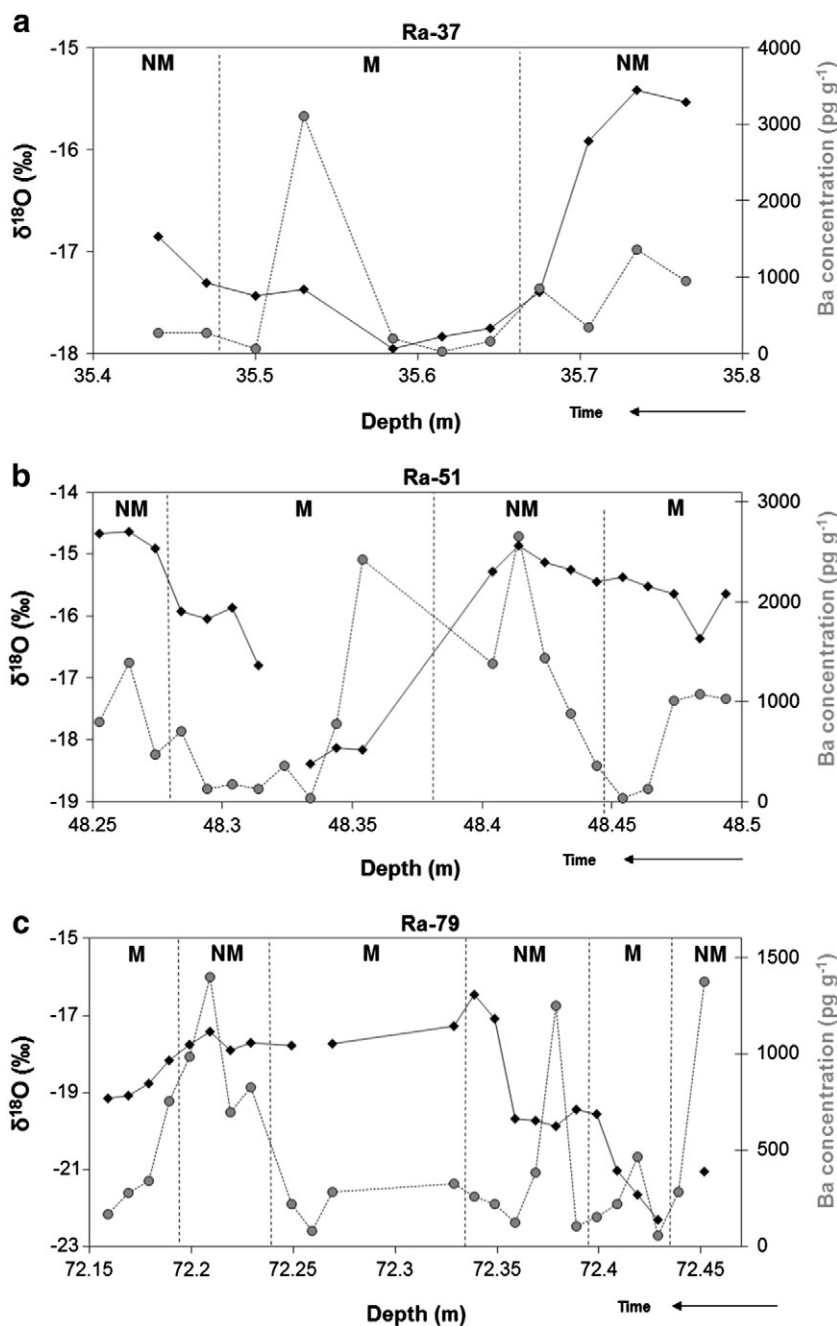 a
Ra-37
-15 NM M NM 4000
3000
-16
2000
-17
1000
-18 0
35.4 35.5 35.6 35.7 35.8
δ18O (‰)
Ba concentration (pg g-1)
Depth (m)
Time
b
Ra-51
-14 NM M NM M 3000
-15
-16 2000
-17
1000
-18
-19 0
48.25 48.3 48.35 48.4 48.45 48.5
δ18O (‰)
Ba concentration (pg g-1)
Depth (m)
Time
c
Ra-79
-15 M NM M NM M NM 1500
-17
1000
-19
500
-21
-23 0
72.15 72.2 72.25 72.3 72.35 72.4 72.45
δ18O (‰)
Ba concentration (pg g-1)
Depth (m)
Time